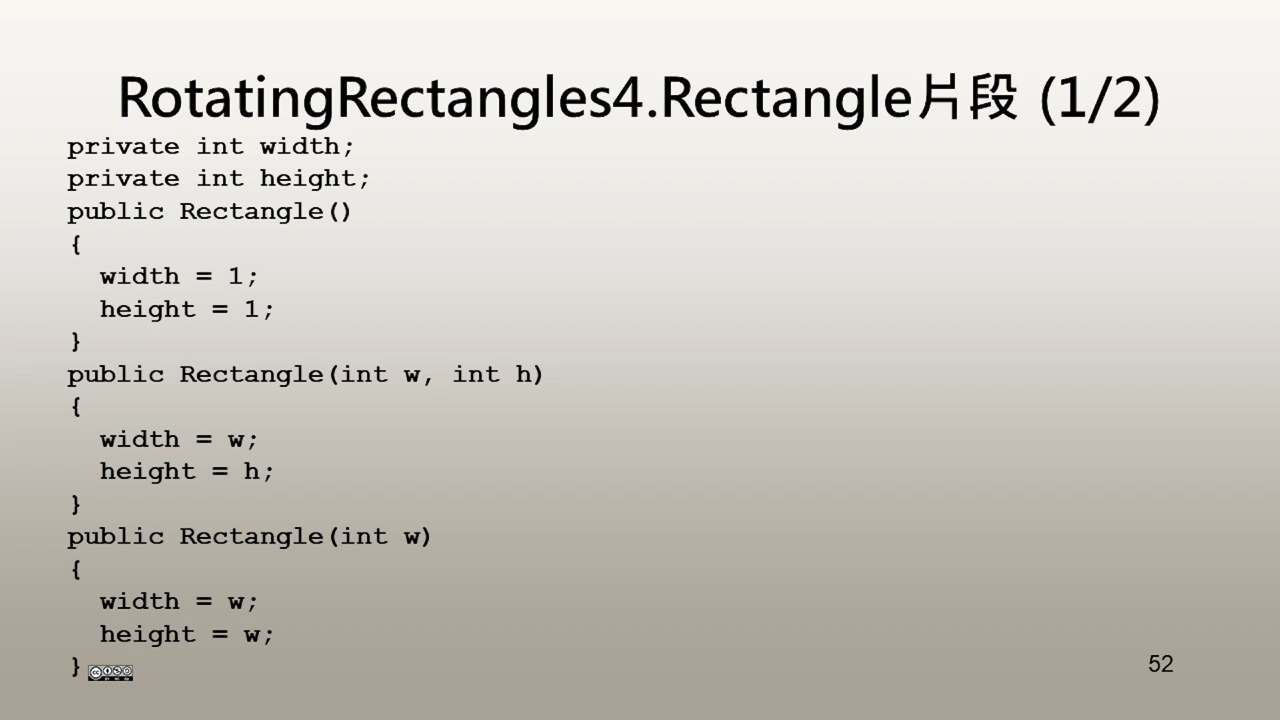 RotatingRectangles4.Rectangle片段 (1/2)
private int width;
private int height;
public Rectangle()
{
  width = 1;
  height = 1;
}
public Rectangle(int w, int h)
{
  width = w;
  height = h;
}
public Rectangle(int w)
{
  width = w;
  height = w;
}
52